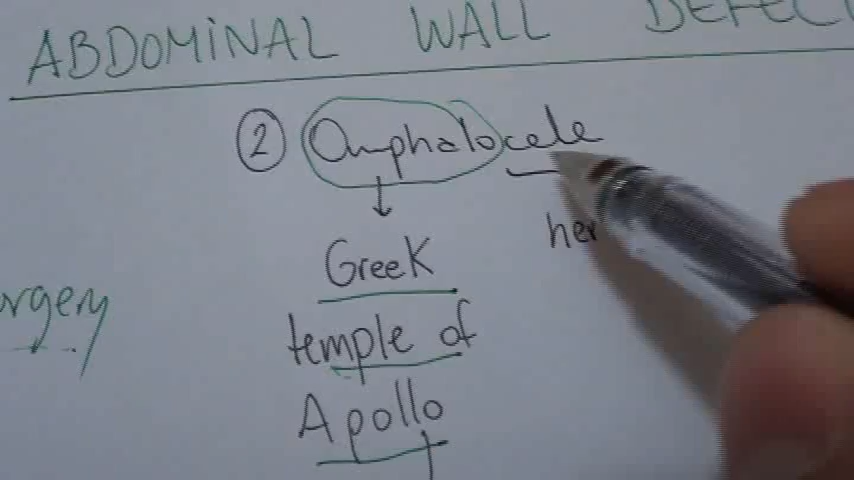 ABDOMINAL WALL
② Omphalocele
her
Greek
temple of
Apollo